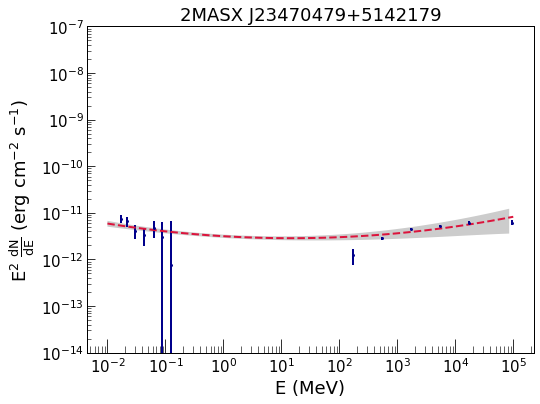 2MASX J23470479+5142179
E² dN/dE (erg cm⁻² s⁻¹)
10⁻⁷
10⁻⁸
10⁻⁹
10⁻¹⁰
10⁻¹¹
10⁻¹²
10⁻¹³
10⁻¹⁴
10⁻² 10⁻¹ 10⁰ 10¹ 10² 10³ 10⁴ 10⁵
E (MeV)